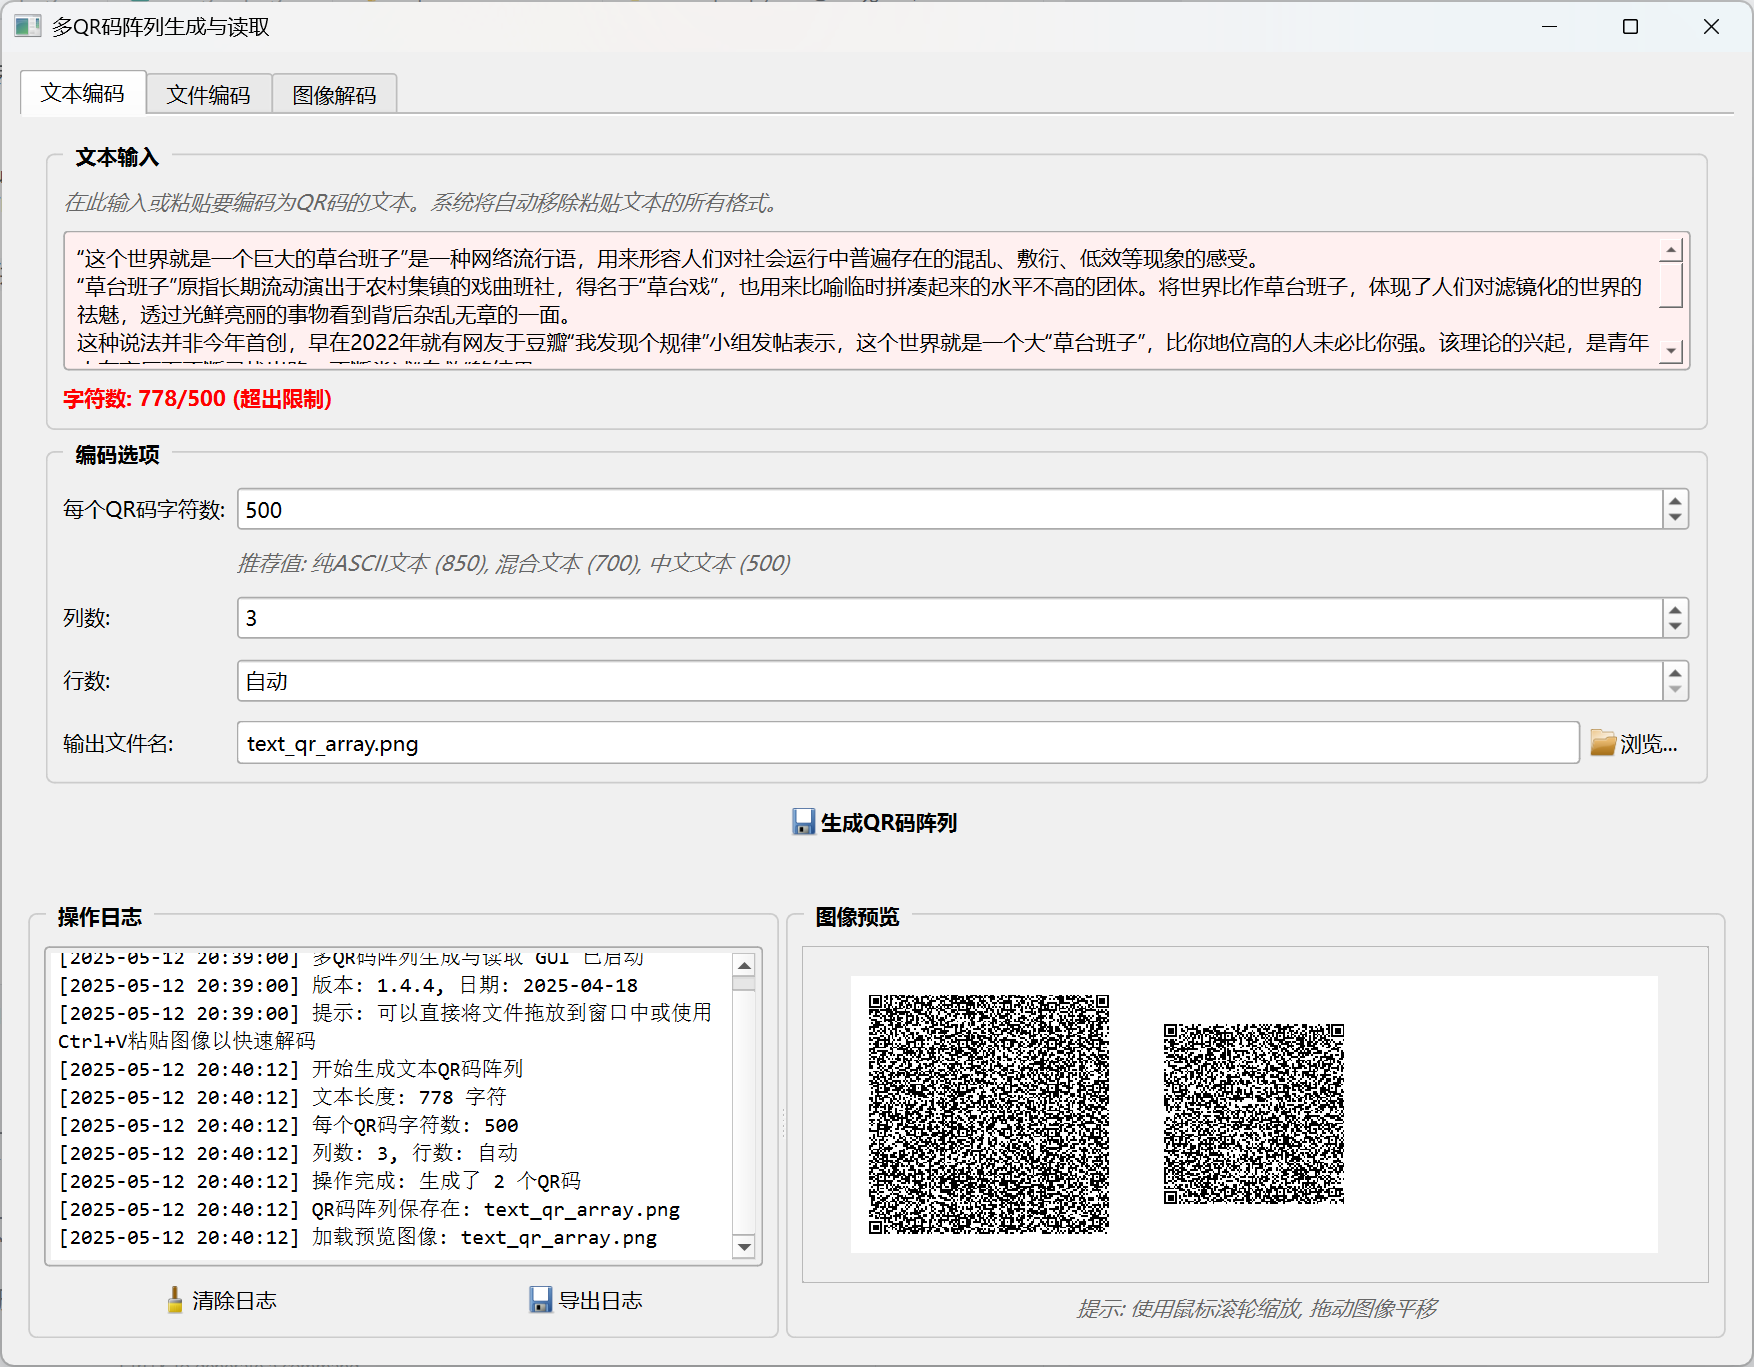 多QR码阵列生成与读取
文本编码 文件编码 图像解码
文本输入
在此输入或粘贴要编码为QR码的文本。系统将自动移除粘贴文本的所有格式。
“这个世界就是一个巨大的草台班子”是一种网络流行语，用来形容人们对社会运行中普遍存在的混乱、敷衍、低效等现象的感受。
“草台班子”原指长期流动演出于农村集镇的戏曲班社，得名于“草台戏”，也用来比喻临时拼凑起来的水平不高的团体。将世界比作草台班子，体现了人们对滤镜化的世界的
祛魅，透过光鲜亮丽的事物看到背后杂乱无章的一面。
这种说法并非今年首创，早在2022年就有网友于豆瓣“我发现个规律”小组发帖表示，这个世界就是一个大“草台班子”，比你地位高的人未必比你强。该理论的兴起，是青年
字符数: 778/500 (超出限制)
编码选项
每个QR码字符数: 500
推荐值: 纯ASCII文本 (850), 混合文本 (700), 中文文本 (500)
列数: 3
行数: 自动
输出文件名: text_qr_array.png 浏览...
生成QR码阵列
操作日志
[2025-05-12 20:39:00] 多QR码阵列生成与读取 GUI 已启动
[2025-05-12 20:39:00] 版本: 1.4.4, 日期: 2025-04-18
[2025-05-12 20:39:00] 提示: 可以直接将文件拖放到窗口中或使用
Ctrl+V粘贴图像以快速解码
[2025-05-12 20:40:12] 开始生成文本QR码阵列
[2025-05-12 20:40:12] 文本长度: 778 字符
[2025-05-12 20:40:12] 每个QR码字符数: 500
[2025-05-12 20:40:12] 列数: 3, 行数: 自动
[2025-05-12 20:40:12] 操作完成: 生成了 2 个QR码
[2025-05-12 20:40:12] QR码阵列保存在: text_qr_array.png
[2025-05-12 20:40:12] 加载预览图像: text_qr_array.png
清除日志 导出日志
图像预览
提示: 使用鼠标滚轮缩放, 拖动图像平移